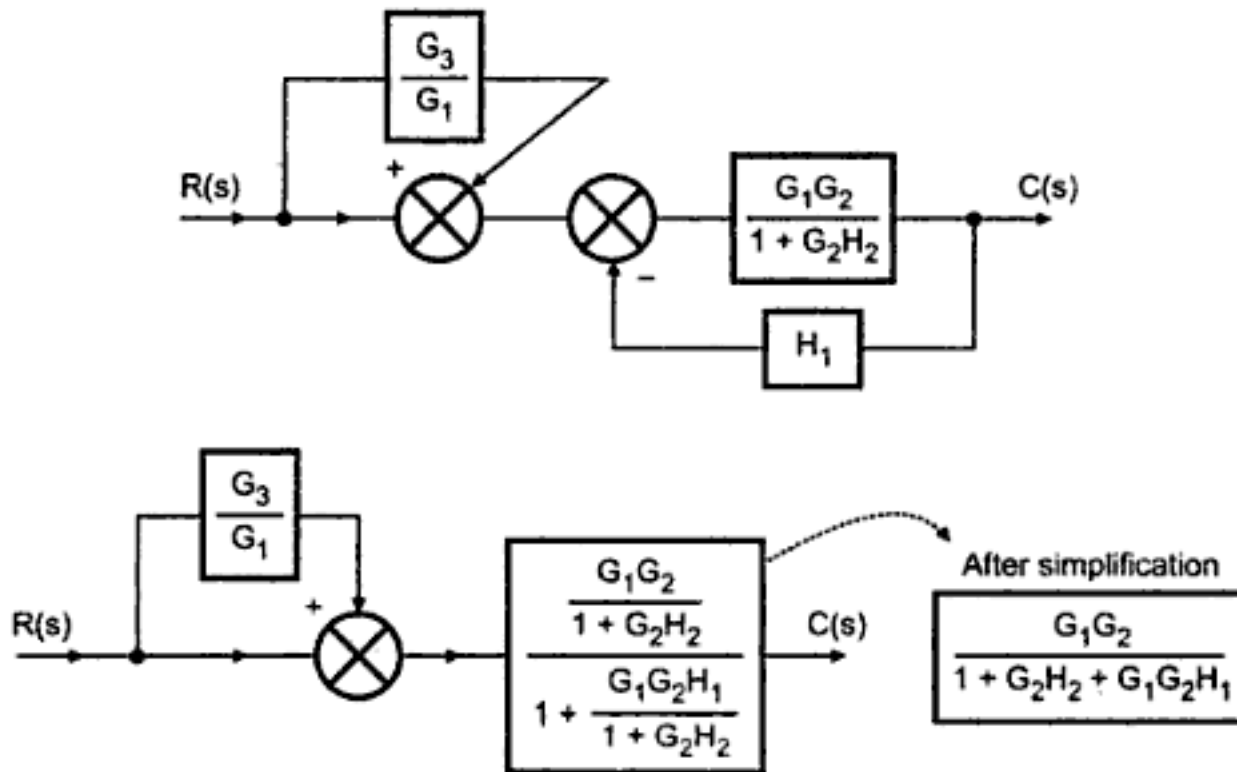 G₃
G₁
+
R(s)
G₁G₂
1 + G₂H₂
C(s)
–
H₁
G₃
G₁
+
R(s)
G₁G₂
1 + G₂H₂
1 + G₁G₂H₁
1 + G₂H₂
C(s)
After simplification
G₁G₂
1 + G₂H₂ + G₁G₂H₁